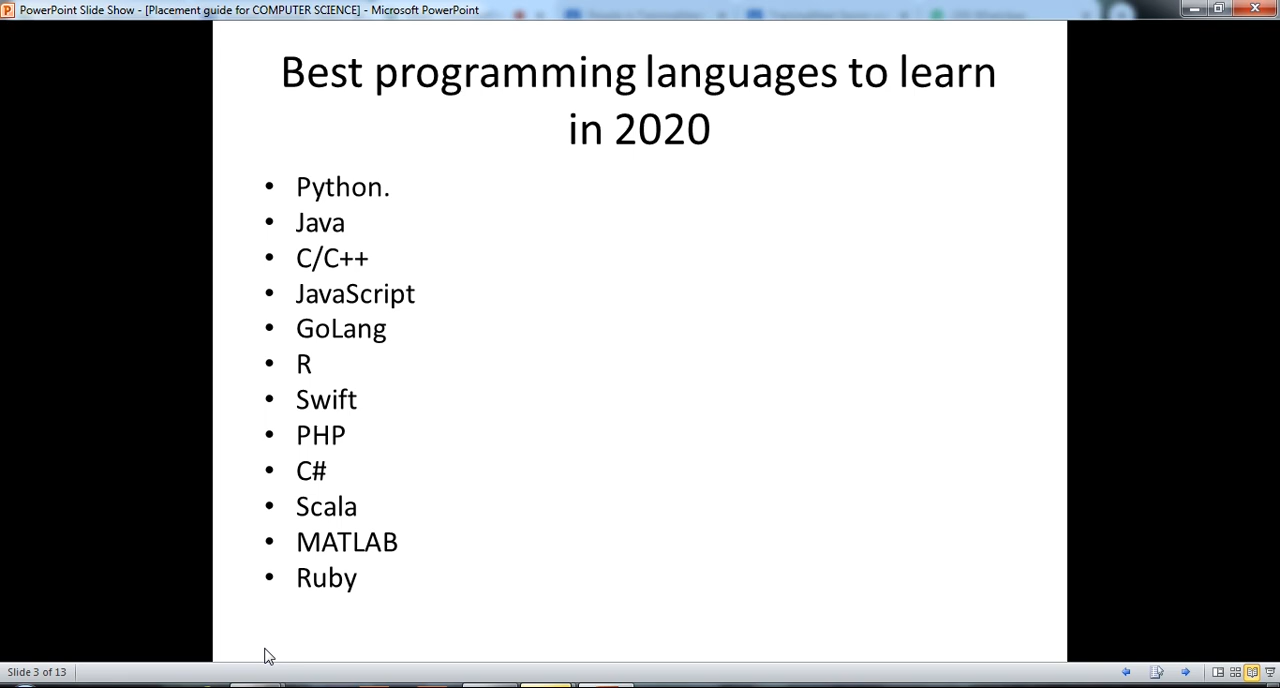 PowerPoint Slide Show - [Placement guide for COMPUTER SCIENCE] - Microsoft PowerPoint
Best programming languages to learn
in 2020
• Python.
• Java
• C/C++
• JavaScript
• GoLang
• R
• Swift
• PHP
• C#
• Scala
• MATLAB
• Ruby
Slide 3 of 13